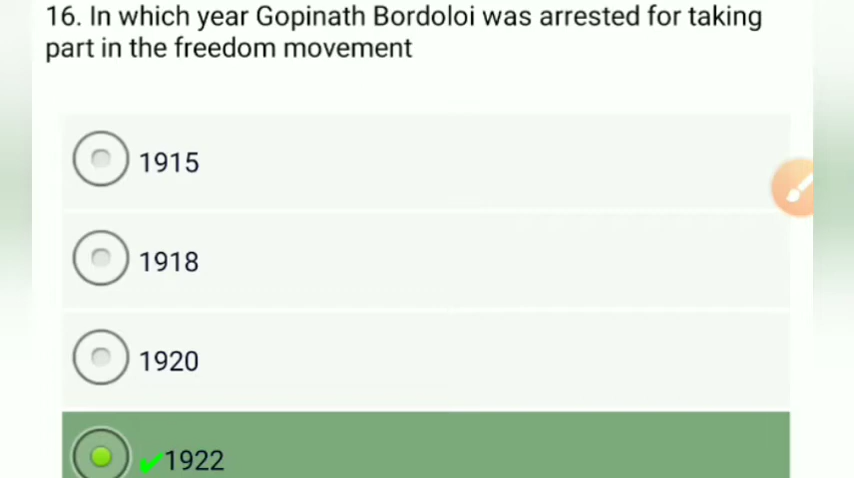 16. In which year Gopinath Bordoloi was arrested for taking
part in the freedom movement
1915
1918
1920
1922